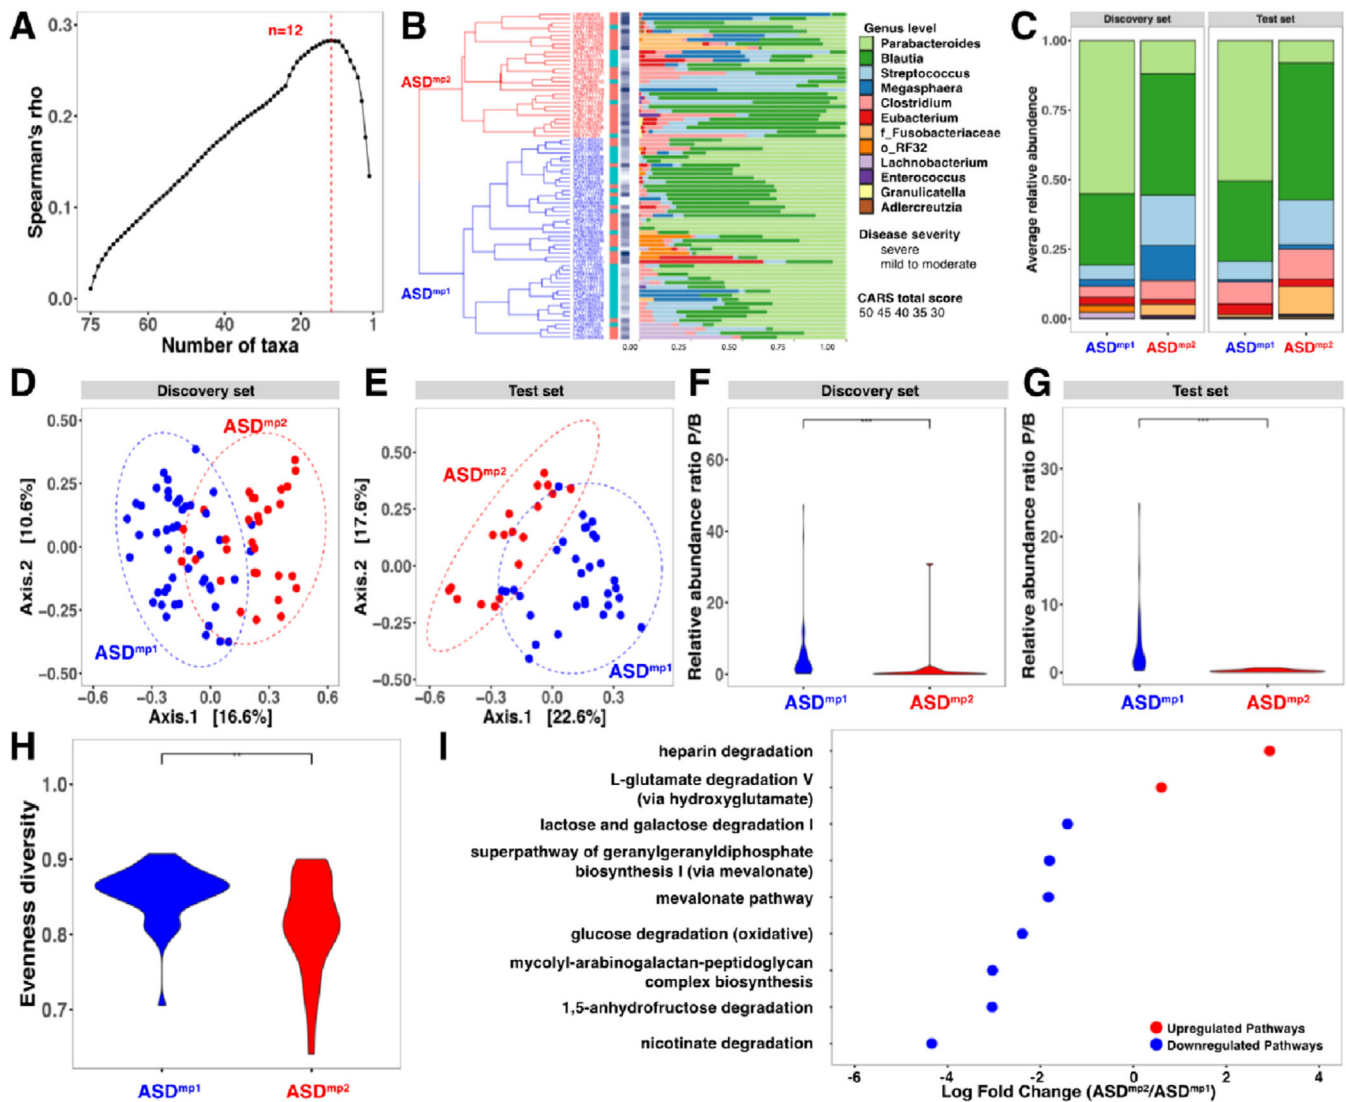 A
n=12
Spearman's rho
0.3
0.2
0.1
0.0
75 60 40 20 1
Number of taxa
B
ASDmp2
ASDmp1
0.00 0.25 0.50 0.75 1.00
Genus level
Parabacteroides
Blautia
Streptococcus
Megasphaera
Clostridium
Eubacterium
f_Fusobacteriaceae
o_RF32
Lachnobacterium
Enterococcus
Granulicatella
Adlercreutzia
Disease severity
severe
mild to moderate
CARS total score
50 45 40 35 30
C
Discovery set Test set
Average relative abundance
1.00
0.75
0.50
0.25
0.00
ASDmp1 ASDmp2 ASDmp1 ASDmp2
D
Discovery set
ASDmp2
ASDmp1
Axis.2 [10.6%]
0.50
0.25
0.00
−0.25
−0.50
−0.6 −0.3 0.0 0.3 0.6
Axis.1 [16.6%]
E
Test set
ASDmp2
ASDmp1
Axis.2 [17.6%]
0.50
0.25
0.00
−0.25
−0.50
−0.6 −0.3 0.0 0.3
Axis.1 [22.6%]
F
Discovery set
***
Relative abundance ratio P/B
60
40
20
0
ASDmp1 ASDmp2
G
Test set
***
Relative abundance ratio P/B
30
20
10
0
ASDmp1 ASDmp2
H
**
Evenness diversity
1.0
0.9
0.8
0.7
ASDmp1 ASDmp2
I
heparin degradation
L-glutamate degradation V
(via hydroxyglutamate)
lactose and galactose degradation I
superpathway of geranylgeranyldiphosphate
biosynthesis I (via mevalonate)
mevalonate pathway
glucose degradation (oxidative)
mycolyl-arabinogalactan-peptidoglycan
complex biosynthesis
1,5-anhydrofructose degradation
nicotinate degradation
Upregulated Pathways
Downregulated Pathways
-6 -4 -2 0 2 4
Log Fold Change (ASDmp2/ASDmp1)